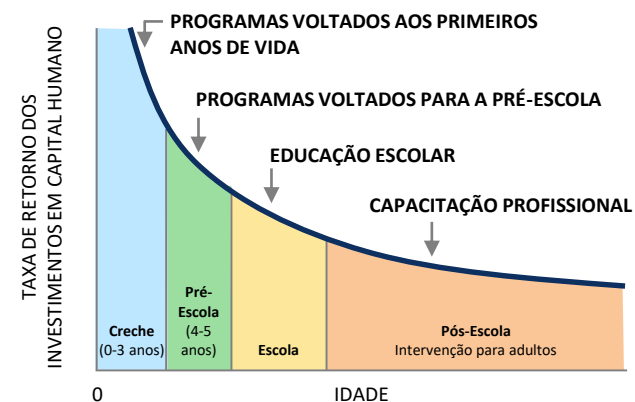 PROGRAMAS VOLTADOS AOS PRIMEIROS
ANOS DE VIDA
PROGRAMAS VOLTADOS PARA A PRÉ-ESCOLA
EDUCAÇÃO ESCOLAR
CAPACITAÇÃO PROFISSIONAL
TAXA DE RETORNO DOS
INVESTIMENTOS EM CAPITAL HUMANO
Creche
(0-3 anos)
Pré-
Escola
(4-5
anos)
Escola
Pós-Escola
Intervenção para adultos
0
IDADE